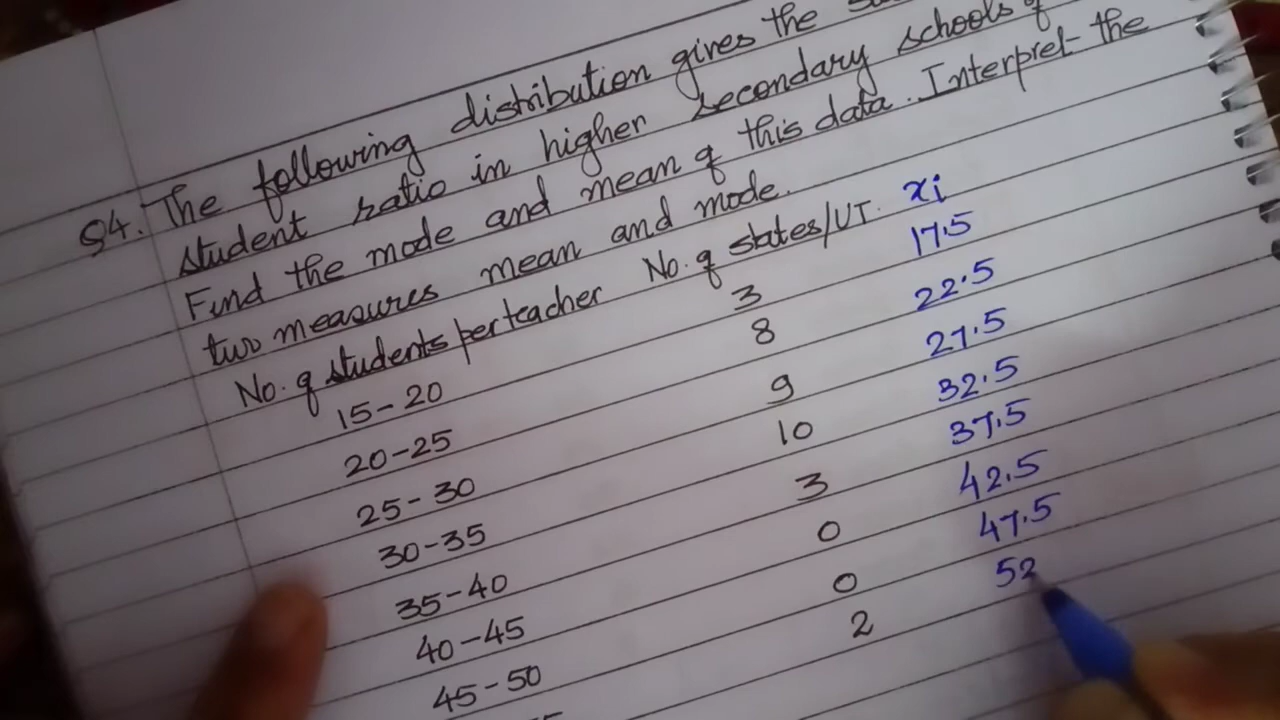 94. The following distribution gives the
student ratio in higher secondary schools of
Find the mode and mean of this data. Interpret the
two measures mean and mode.
No. of students per teacher No. of states/UT. xi
15-20 3 17.5
20-25 8 22.5
25-30 9 27.5
30-35 10 32.5
35-40 3 37.5
40-45 0 42.5
45-50 0 47.5
2 52